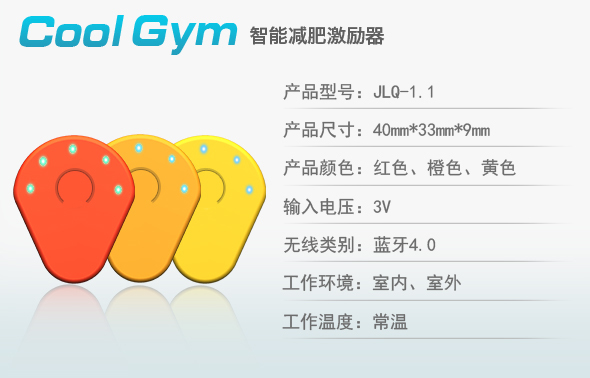 Cool Gym 智能减肥激励器
产品型号：JLQ-1.1
产品尺寸：40mm*33mm*9mm
产品颜色：红色、橙色、黄色
输入电压：3V
无线类别：蓝牙4.0
工作环境：室内、室外
工作温度：常温